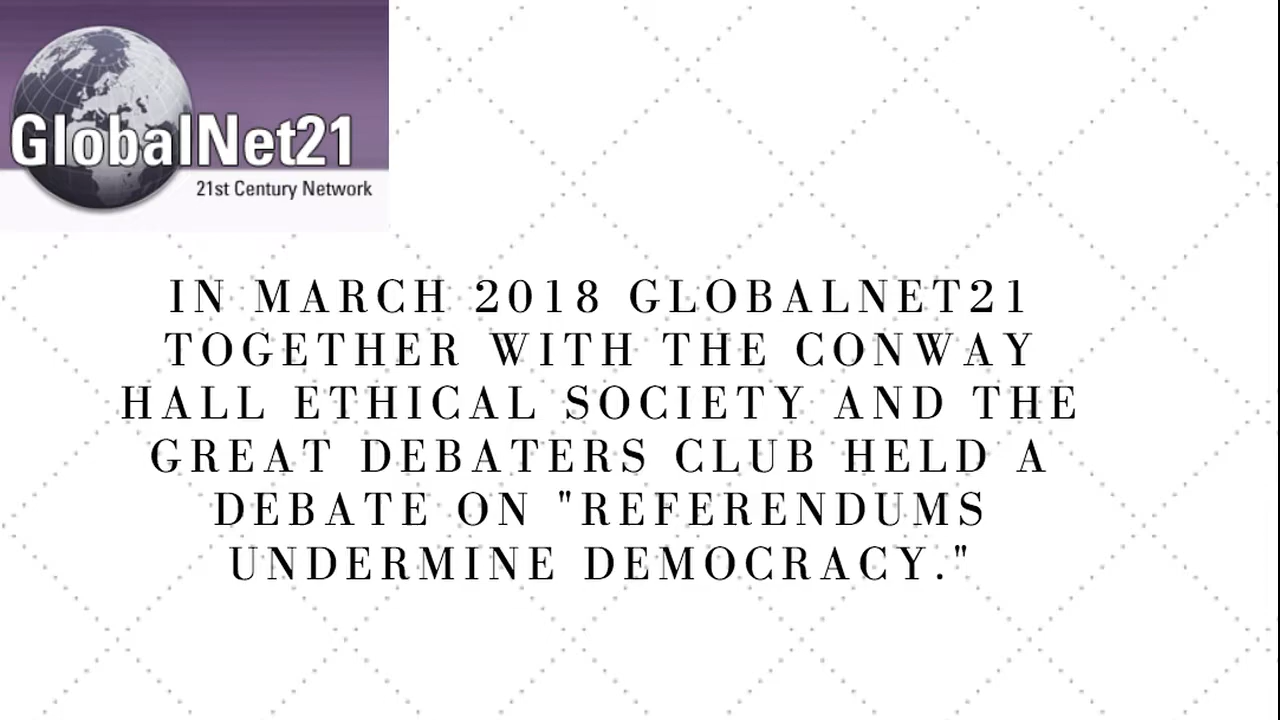 GlobalNet21
21st Century Network
IN MARCH 2018 GLOBALNET21
TOGETHER WITH THE CONWAY
HALL ETHICAL SOCIETY AND THE
GREAT DEBATERS CLUB HELD A
DEBATE ON "REFERENDUMS
UNDERMINE DEMOCRACY."